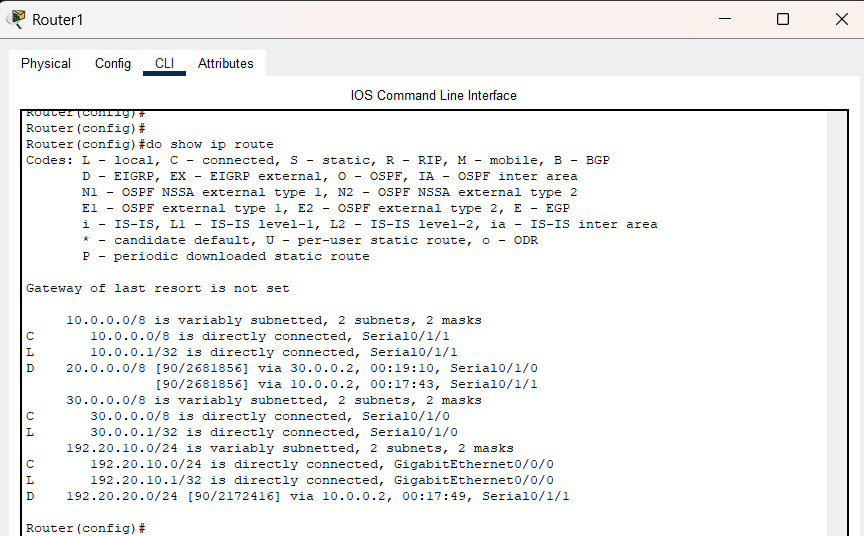 Router1
Physical Config CLI Attributes
IOS Command Line Interface
Router(config)#
Router(config)#
Router(config)#do show ip route
Codes: L - local, C - connected, S - static, R - RIP, M - mobile, B - BGP
D - EIGRP, EX - EIGRP external, O - OSPF, IA - OSPF inter area
N1 - OSPF NSSA external type 1, N2 - OSPF NSSA external type 2
E1 - OSPF external type 1, E2 - OSPF external type 2, E - EGP
i - IS-IS, L1 - IS-IS level-1, L2 - IS-IS level-2, ia - IS-IS inter area
* - candidate default, U - per-user static route, o - ODR
P - periodic downloaded static route
Gateway of last resort is not set
10.0.0.0/8 is variably subnetted, 2 subnets, 2 masks
C 10.0.0.0/8 is directly connected, Serial0/1/1
L 10.0.0.1/32 is directly connected, Serial0/1/1
D 20.0.0.0/8 [90/2681856] via 30.0.0.2, 00:19:10, Serial0/1/0
[90/2681856] via 10.0.0.2, 00:17:43, Serial0/1/1
30.0.0.0/8 is variably subnetted, 2 subnets, 2 masks
C 30.0.0.0/8 is directly connected, Serial0/1/0
L 30.0.0.1/32 is directly connected, Serial0/1/0
192.20.10.0/24 is variably subnetted, 2 subnets, 2 masks
C 192.20.10.0/24 is directly connected, GigabitEthernet0/0/0
L 192.20.10.1/32 is directly connected, GigabitEthernet0/0/0
D 192.20.20.0/24 [90/2172416] via 10.0.0.2, 00:17:49, Serial0/1/1
Router(config)#